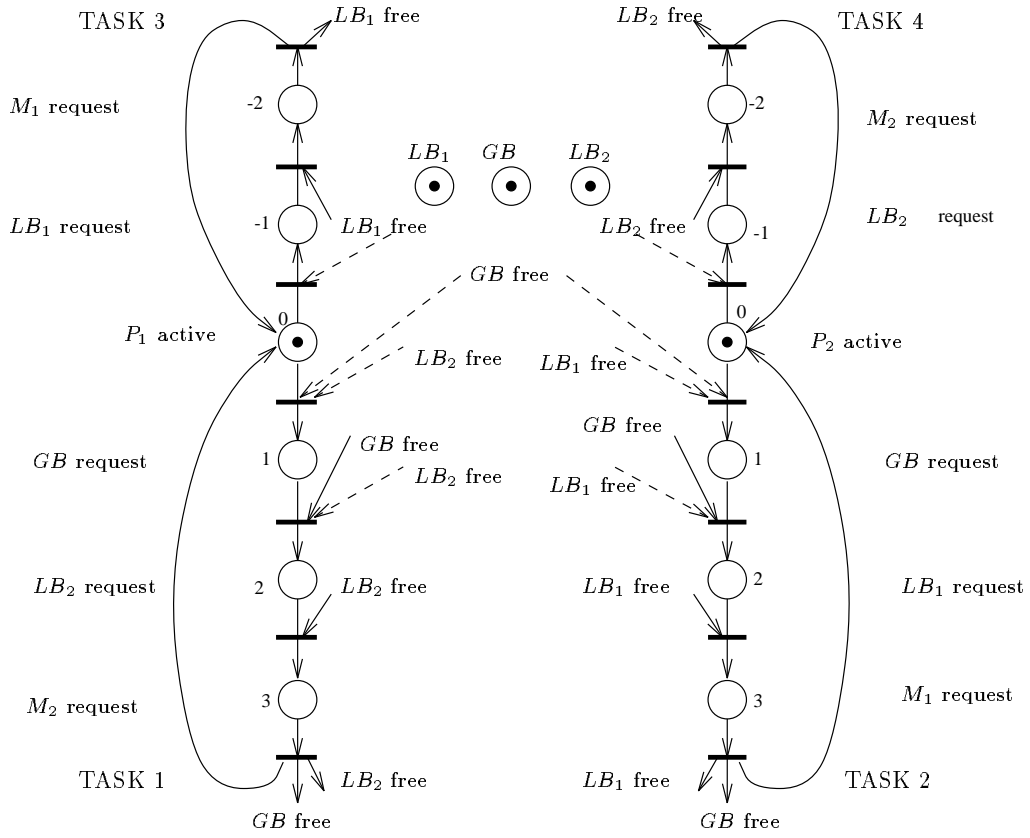 TASK 3
LB₁ free
LB₂ free
TASK 4
M₁ request
-2
-2
M₂ request
LB₁
GB
LB₂
LB₁ request
-1
LB₁ free
LB₂ free
-1
LB₂ request
GB free
0
0
P₁ active
LB₂ free
LB₁ free
P₂ active
GB free
GB free
GB request
1
1
GB request
LB₂ free
LB₁ free
LB₂ request
2
LB₂ free
LB₁ free
2
LB₁ request
M₂ request
3
3
M₁ request
TASK 1
LB₂ free
LB₁ free
TASK 2
GB free
GB free